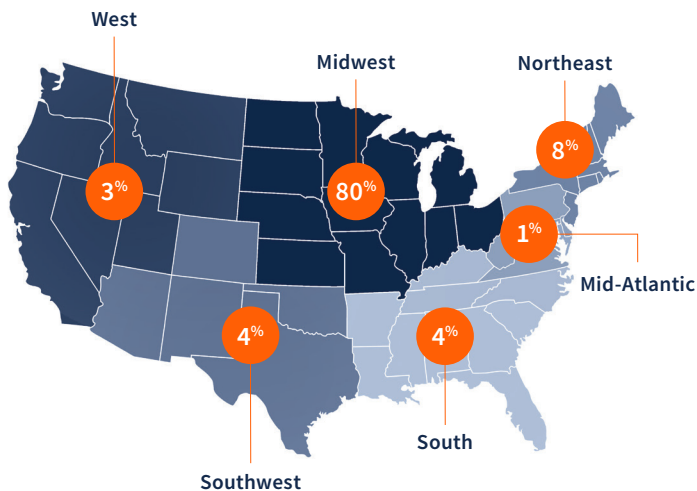 West
Midwest
Northeast
8%
3%
80%
1%
Mid-Atlantic
4%
4%
South
Southwest